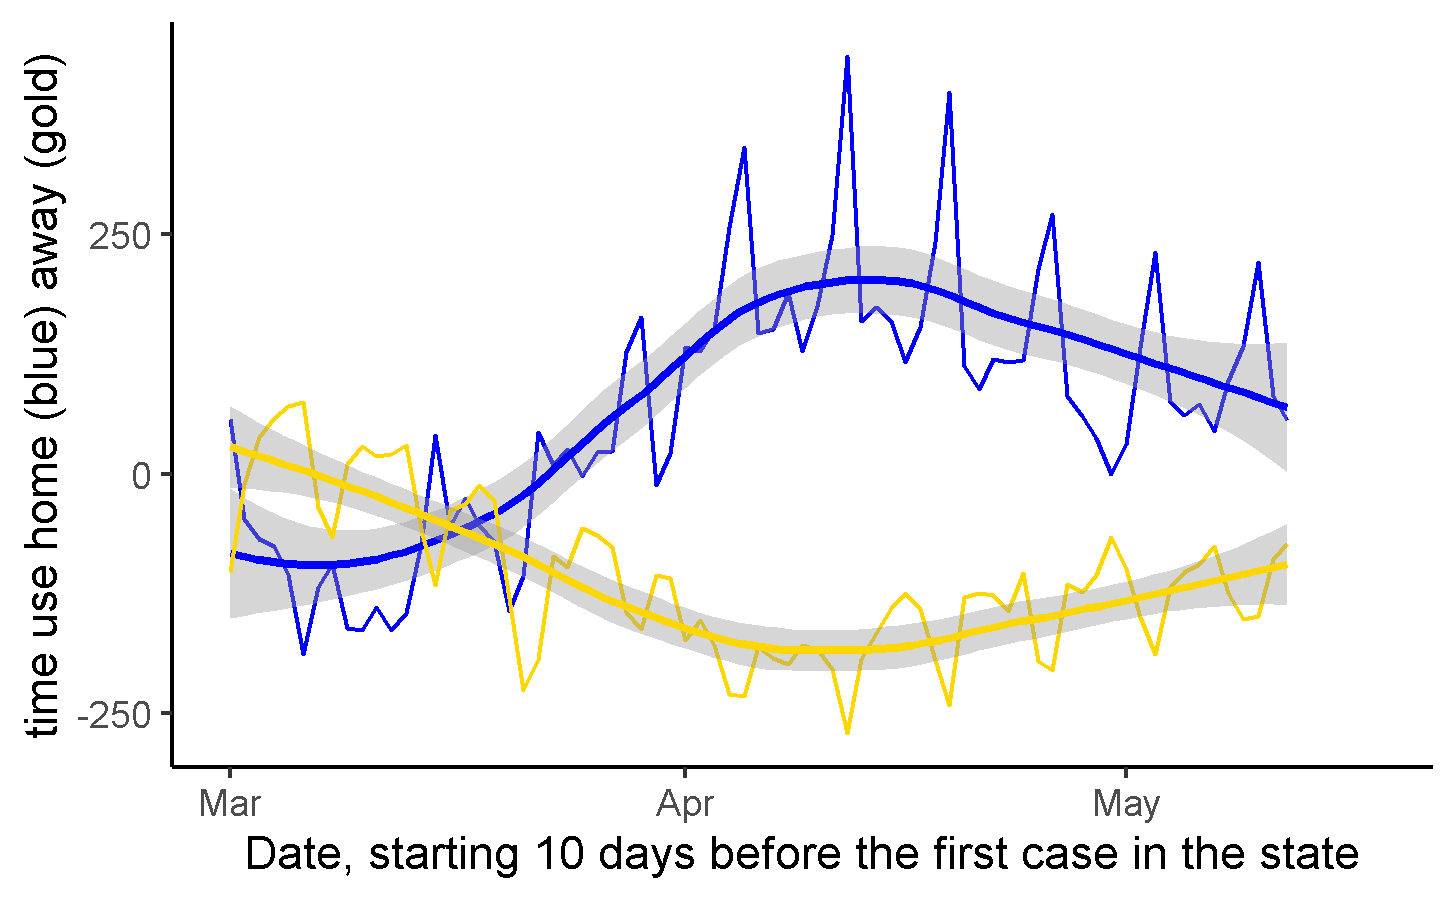 time use home (blue) away (gold)
250
0
-250
Mar
Apr
May
Date, starting 10 days before the first case in the state